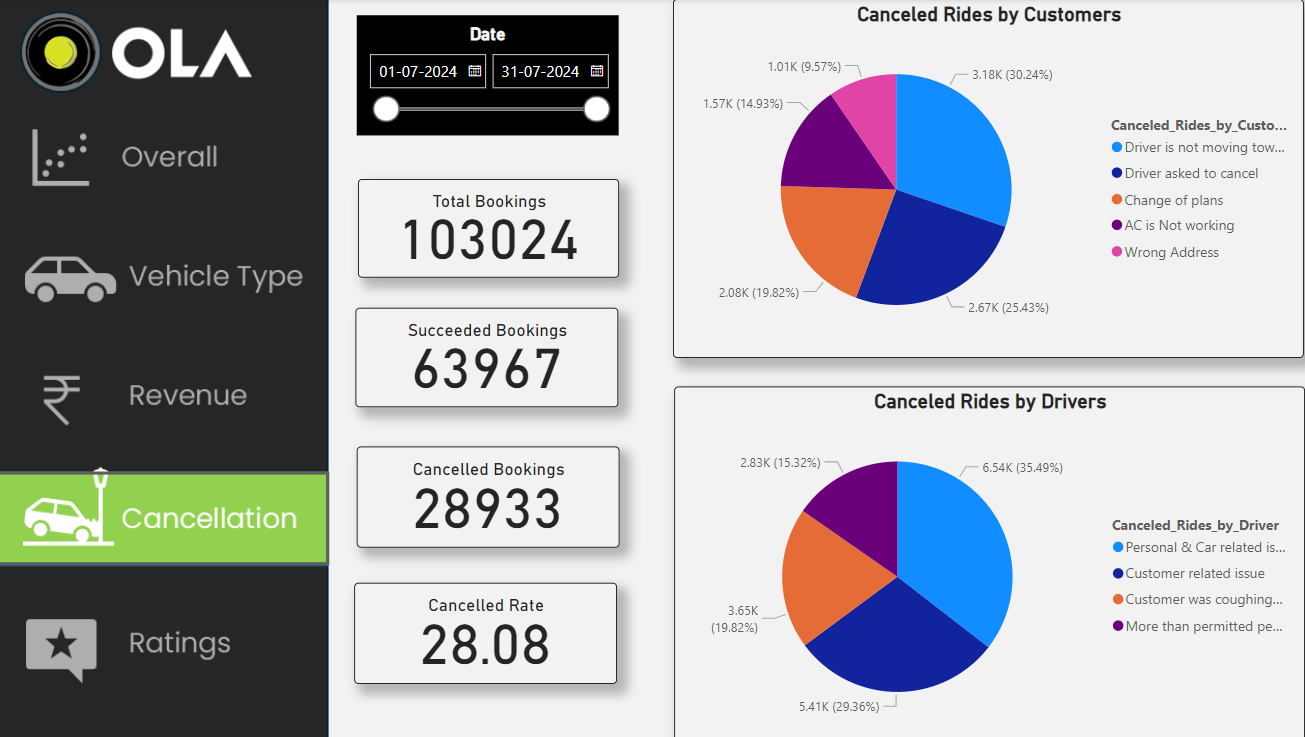 OLA
Overall
Vehicle Type
Revenue
Cancellation
Ratings
Date
01-07-2024
31-07-2024
Total Bookings
103024
Succeeded Bookings
63967
Cancelled Bookings
28933
Cancelled Rate
28.08
Canceled Rides by Customers
1.01K (9.57%)
3.18K (30.24%)
1.57K (14.93%)
2.08K (19.82%)
2.67K (25.43%)
Canceled_Rides_by_Custo...
Driver is not moving tow...
Driver asked to cancel
Change of plans
AC is Not working
Wrong Address
Canceled Rides by Drivers
2.83K (15.32%)
6.54K (35.49%)
3.65K
(19.82%)
5.41K (29.36%)
Canceled_Rides_by_Driver
Personal & Car related is...
Customer related issue
Customer was coughing...
More than permitted pe...